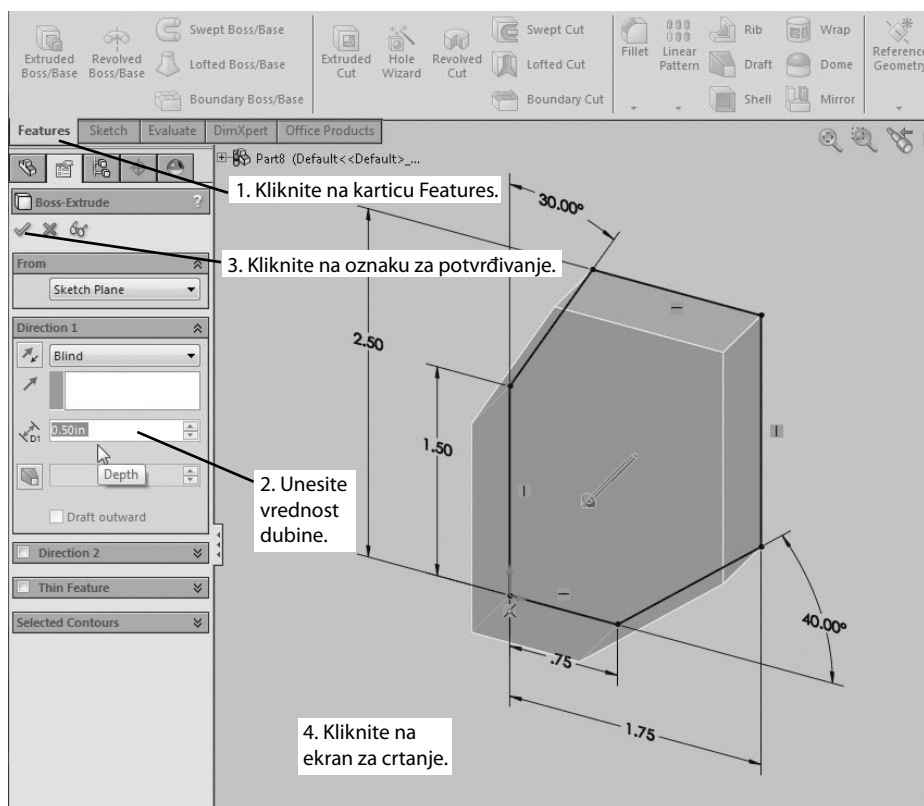 Extruded
Boss/Base
Revolved
Boss/Base
Swept Boss/Base
Lofted Boss/Base
Boundary Boss/Base
Extruded
Cut
Hole
Wizard
Revolved
Cut
Swept Cut
Lofted Cut
Boundary Cut
Fillet
Linear
Pattern
Rib
Draft
Shell
Wrap
Dome
Mirror
Reference
Geometry
Features
Sketch
Evaluate
DimXpert
Office Products
Part8 (Default<<Default>_...
1. Kliknite na karticu Features.
Boss-Extrude
?
3. Kliknite na oznaku za potvrđivanje.
From
Sketch Plane
Direction 1
Blind
D1
0.50in
Depth
2. Unesite
vrednost
dubine.
Draft outward
Direction 2
Thin Feature
Selected Contours
30.00°
2.50
1.50
.75
1.75
40.00°
4. Kliknite na
ekran za crtanje.